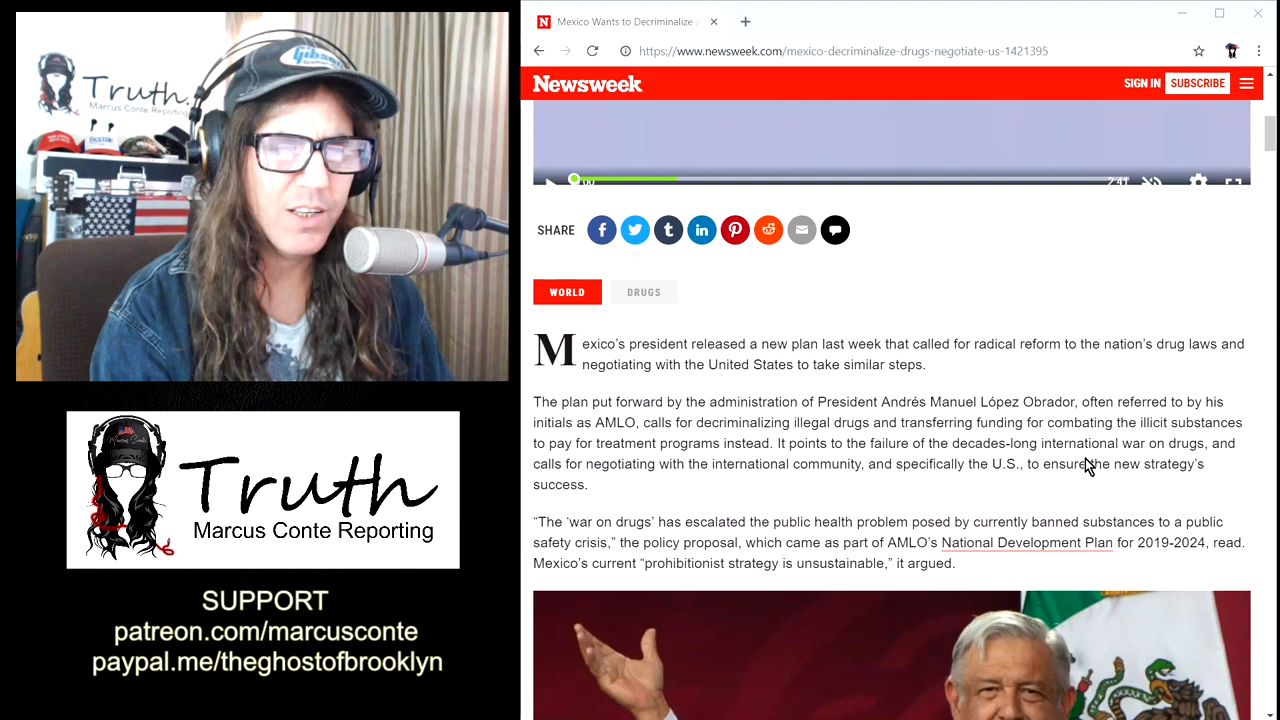 Truth.
Marcus Conte Reporting
Gibson
Truth
Marcus Conte Reporting
SUPPORT
patreon.com/marcusconte
paypal.me/theghostofbrooklyn
Mexico Wants to Decriminalize
https://www.newsweek.com/mexico-decriminalize-drugs-negotiate-us-1421395
Newsweek
SIGN IN
SUBSCRIBE
2:41
SHARE
WORLD
DRUGS
Mexico’s president released a new plan last week that called for radical reform to the nation’s drug laws and
negotiating with the United States to take similar steps.
The plan put forward by the administration of President Andrés Manuel López Obrador, often referred to by his
initials as AMLO, calls for decriminalizing illegal drugs and transferring funding for combating the illicit substances
to pay for treatment programs instead. It points to the failure of the decades-long international war on drugs, and
calls for negotiating with the international community, and specifically the U.S., to ensure the new strategy’s
success.
“The ‘war on drugs’ has escalated the public health problem posed by currently banned substances to a public
safety crisis,” the policy proposal, which came as part of AMLO’s National Development Plan for 2019-2024, read.
Mexico’s current “prohibitionist strategy is unsustainable,” it argued.